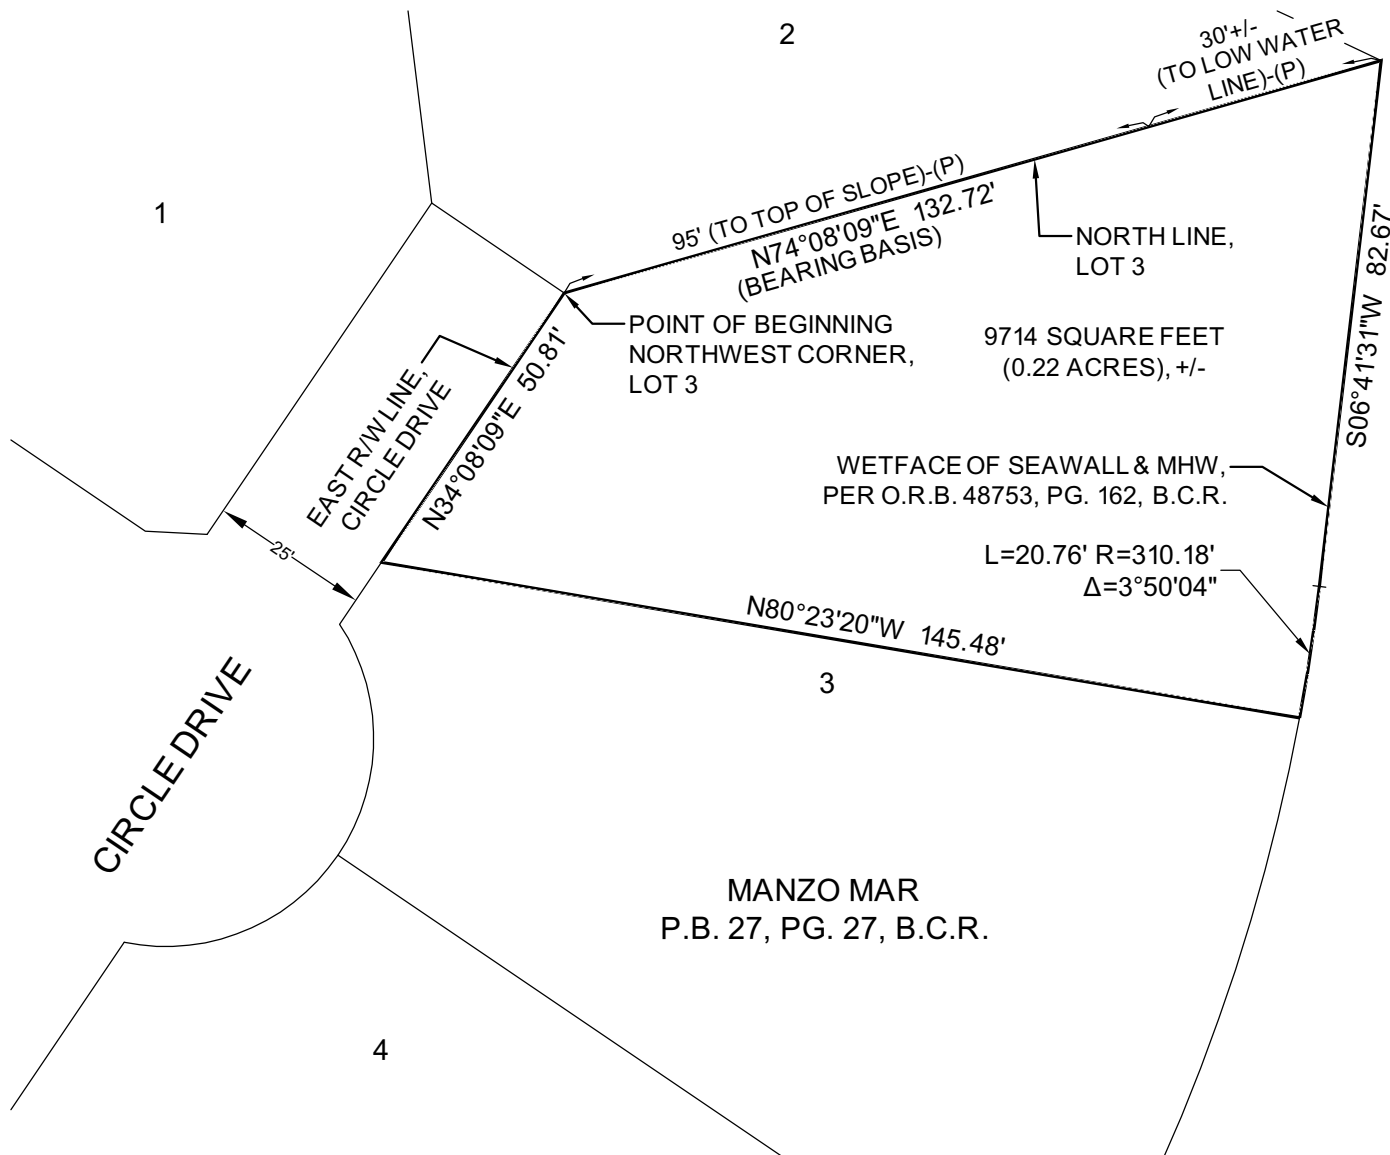 2
30'+/-
(TO LOW WATER
LINE)-(P)
1
95' (TO TOP OF SLOPE)-(P)
N74°08'09"E 132.72'
(BEARING BASIS)
NORTH LINE,
LOT 3
S06°41'31"W 82.67'
POINT OF BEGINNING
NORTHWEST CORNER,
LOT 3
9714 SQUARE FEET
(0.22 ACRES), +/-
EAST R/W LINE,
CIRCLE DRIVE
N34°08'09"E 50.81'
WETFACE OF SEAWALL & MHW,
PER O.R.B. 48753, PG. 162, B.C.R.
25'
L=20.76' R=310.18'
Δ=3°50'04"
N80°23'20"W 145.48'
3
CIRCLE DRIVE
MANZO MAR
P.B. 27, PG. 27, B.C.R.
4